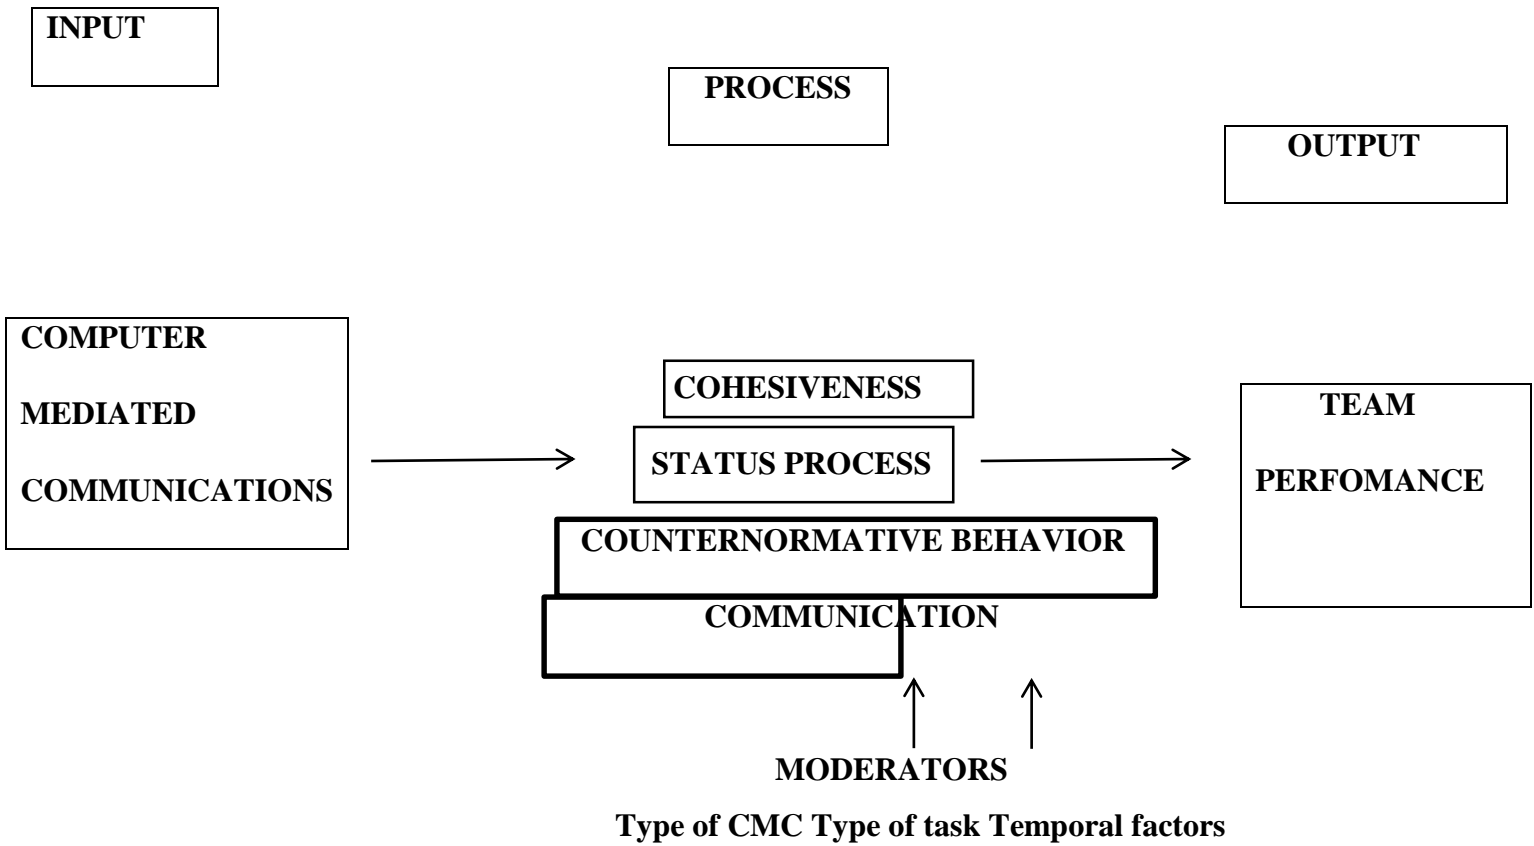 INPUT
PROCESS
OUTPUT
COMPUTER
MEDIATED
COMMUNICATIONS
COHESIVENESS
STATUS PROCESS
COUNTERNORMATIVE BEHAVIOR
COMMUNICATION
TEAM
PERFOMANCE
MODERATORS
Type of CMC Type of task Temporal factors